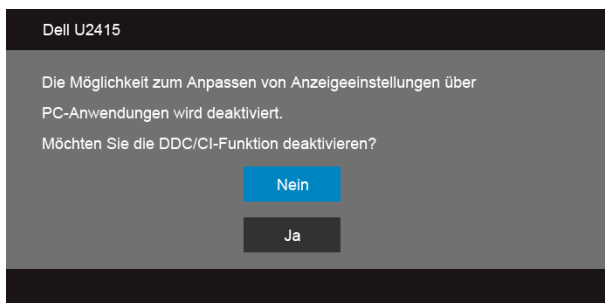 Dell U2415
Die Möglichkeit zum Anpassen von Anzeigeeinstellungen über
PC-Anwendungen wird deaktiviert.
Möchten Sie die DDC/CI-Funktion deaktivieren?
Nein
Ja